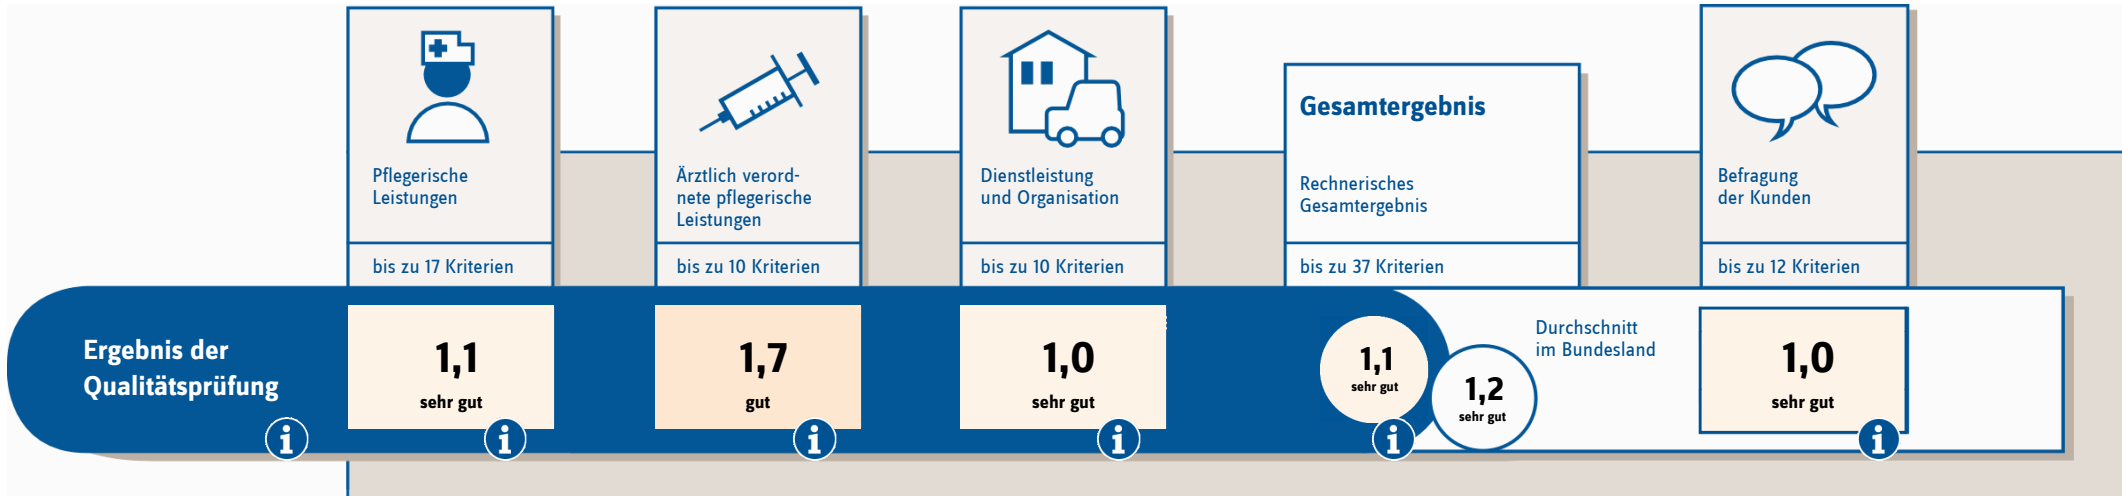 Pflegerische
Leistungen
bis zu 17 Kriterien
Ärztlich verord-
nete pflegerische
Leistungen
bis zu 10 Kriterien
Dienstleistung
und Organisation
bis zu 10 Kriterien
Gesamtergebnis
Rechnerisches
Gesamtergebnis
bis zu 37 Kriterien
Befragung
der Kunden
bis zu 12 Kriterien
Ergebnis der
Qualitätsprüfung
i
1,1
sehr gut
i
1,7
gut
i
1,0
sehr gut
i
1,1
sehr gut
i
1,2
sehr gut
Durchschnitt
im Bundesland
1,0
sehr gut
i